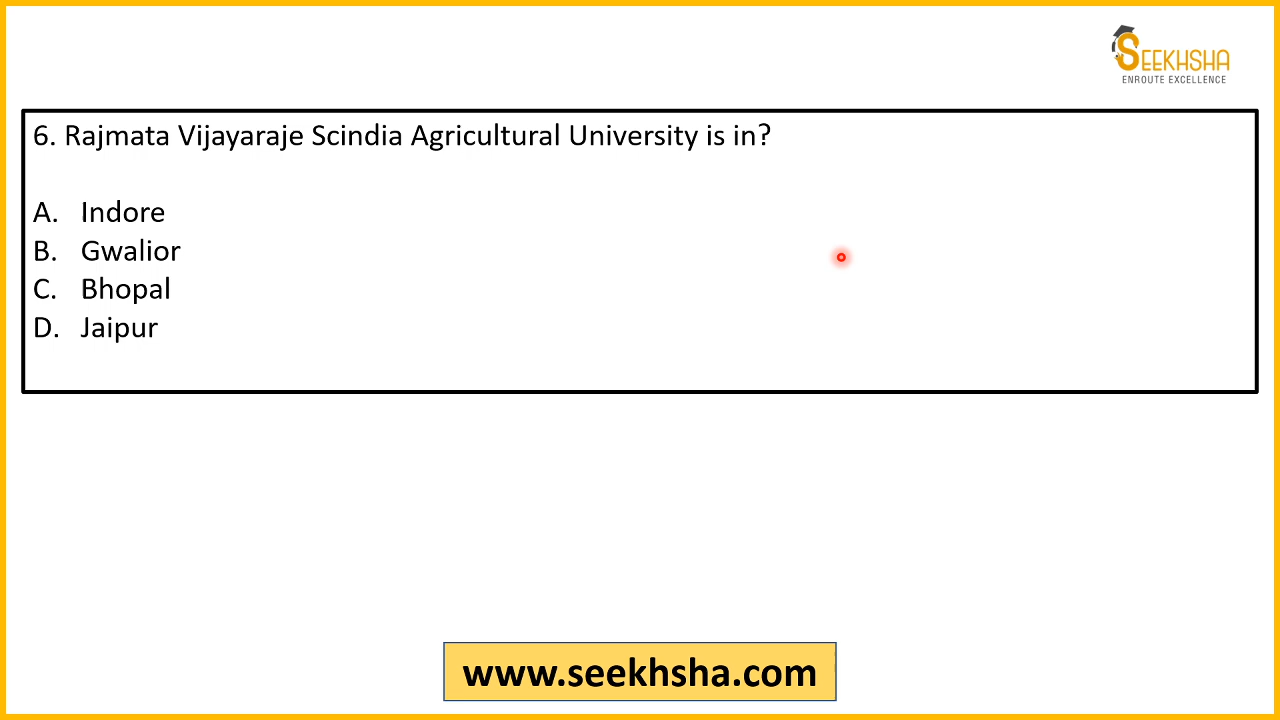 SEEKHSHA
ENROUTE EXCELLENCE
6. Rajmata Vijayaraje Scindia Agricultural University is in?
A. Indore
B. Gwalior
C. Bhopal
D. Jaipur
www.seekhsha.com